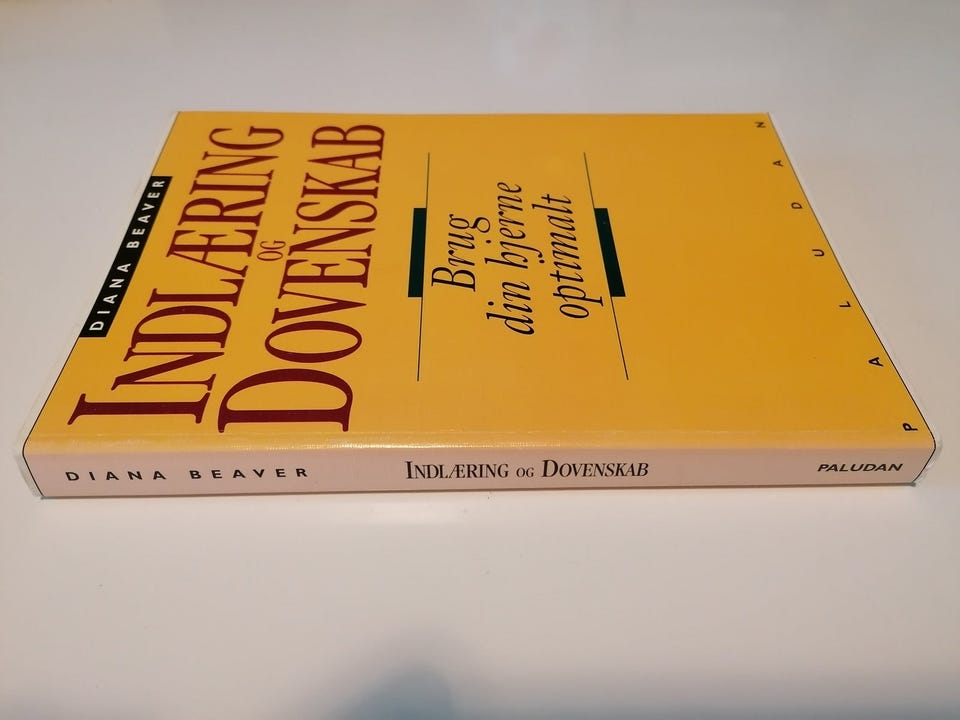 DIANA BEAVER
INDLÆRING
OG
DOVENSKAB
Brug
din hjerne
optimalt
PALUDAN
DIANA BEAVER INDLÆRING OG DOVENSKAB PALUDAN